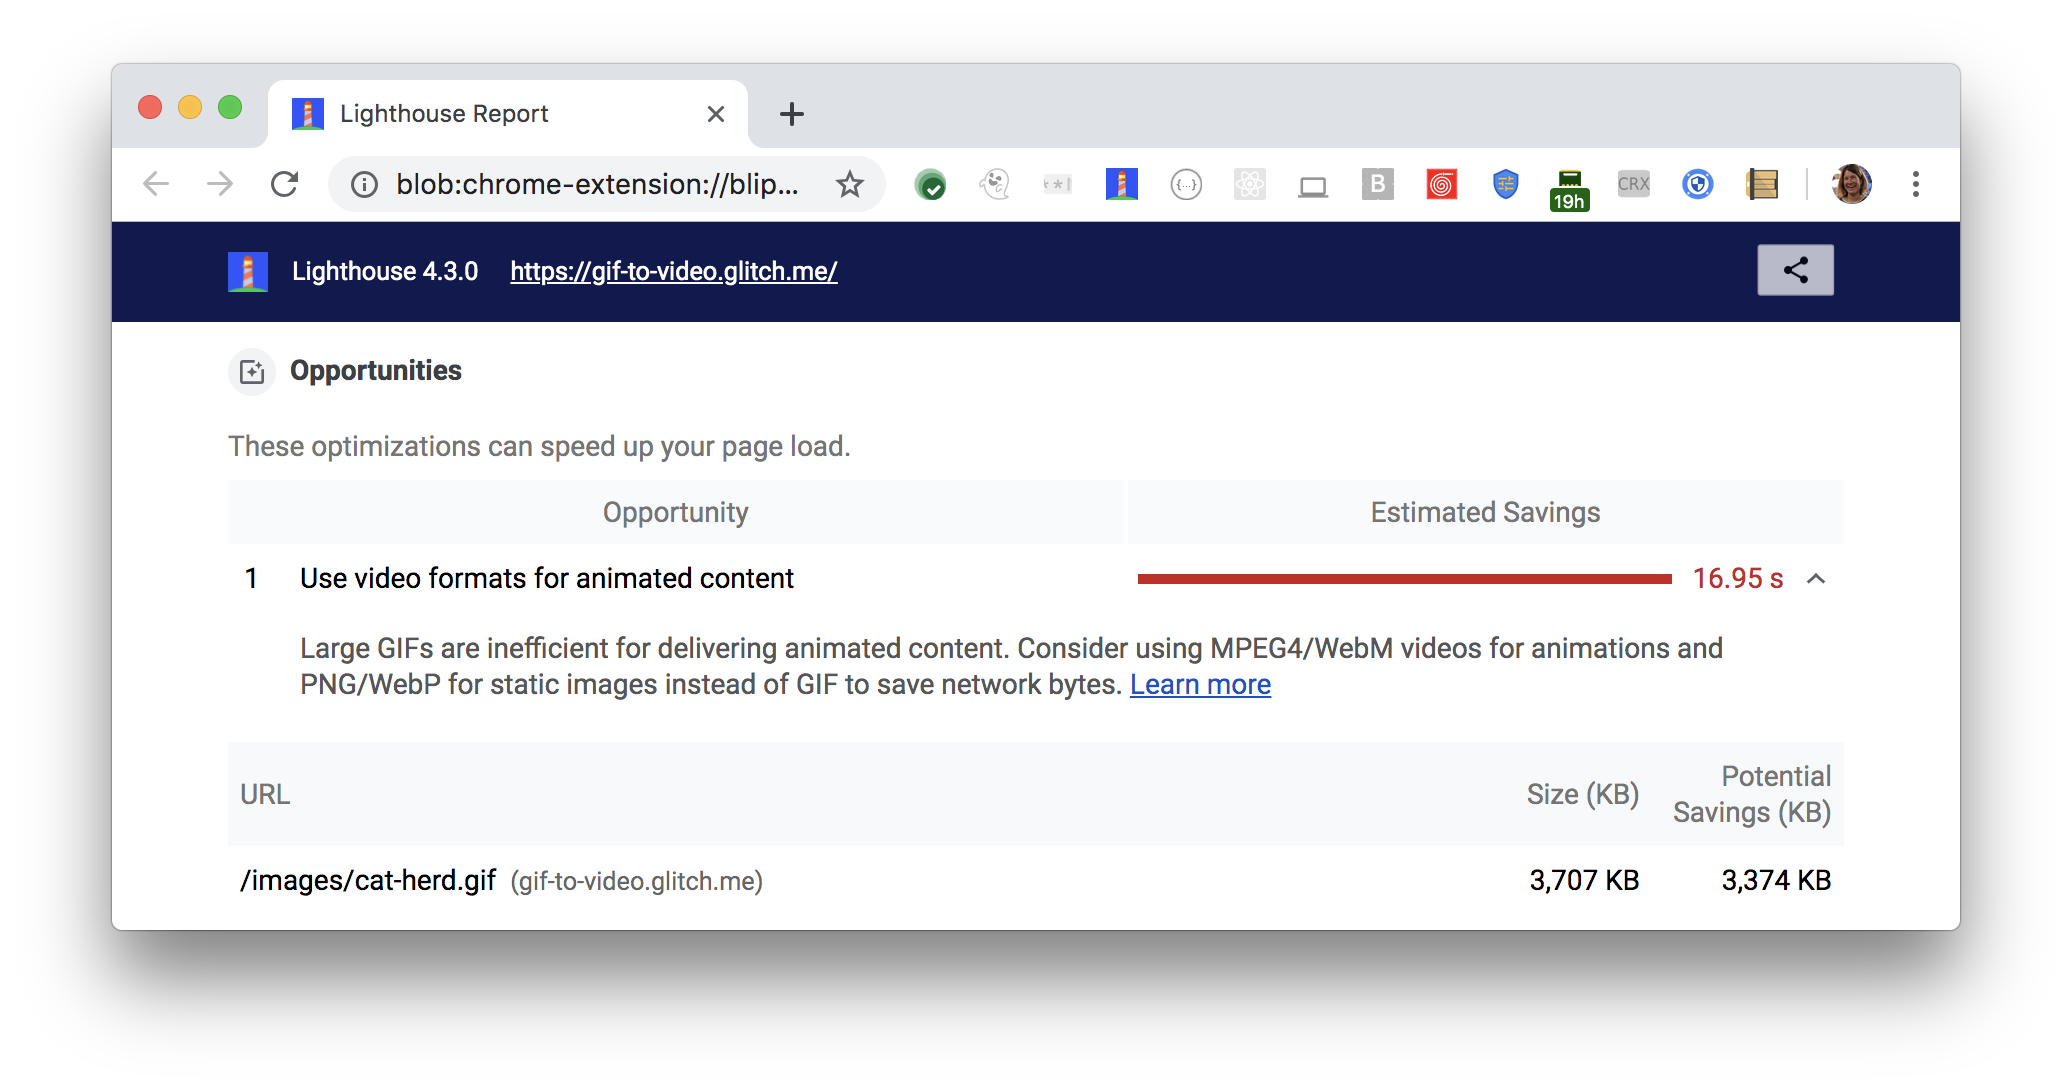 Lighthouse Report
blob:chrome-extension://blip...
{...}
B
19h
CRX
Lighthouse 4.3.0 https://gif-to-video.glitch.me/
Opportunities
These optimizations can speed up your page load.
Opportunity Estimated Savings
1 Use video formats for animated content 16.95 s
Large GIFs are inefficient for delivering animated content. Consider using MPEG4/WebM videos for animations and
PNG/WebP for static images instead of GIF to save network bytes. Learn more
URL Size (KB) Potential
Savings (KB)
/images/cat-herd.gif (gif-to-video.glitch.me) 3,707 KB 3,374 KB